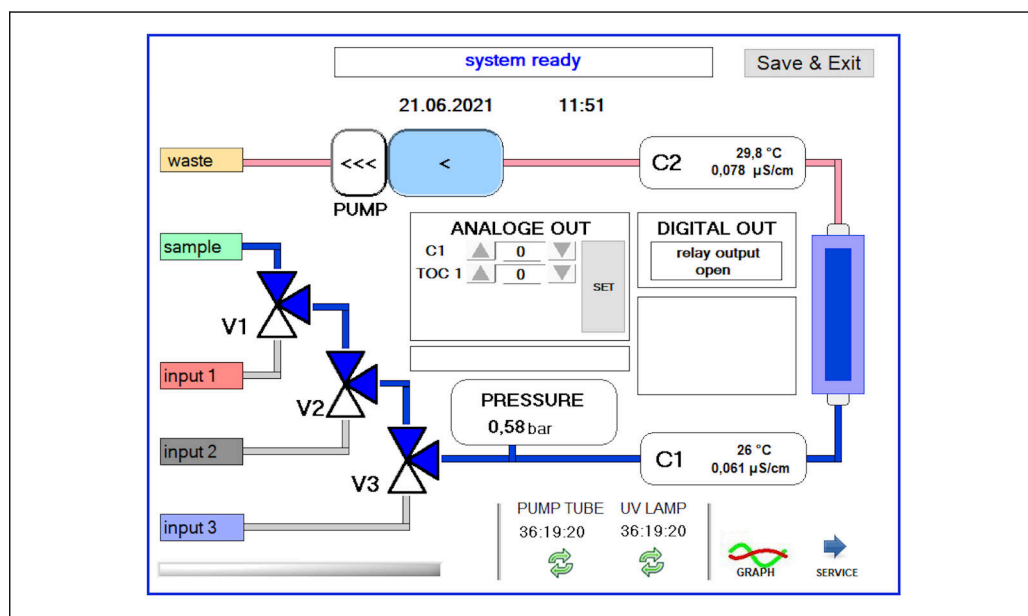 system ready
Save & Exit
21.06.2021 11:51
waste
<<<
<
PUMP
C2
29,8 °C
0,078 µS/cm
sample
ANALOGE OUT
C1 0
TOC 1 0
SET
DIGITAL OUT
relay output
open
V1
input 1
V2
PRESSURE
0,58 bar
input 2
V3
C1
26 °C
0,061 µS/cm
input 3
PUMP TUBE UV LAMP
36:19:20 36:19:20
GRAPH
SERVICE